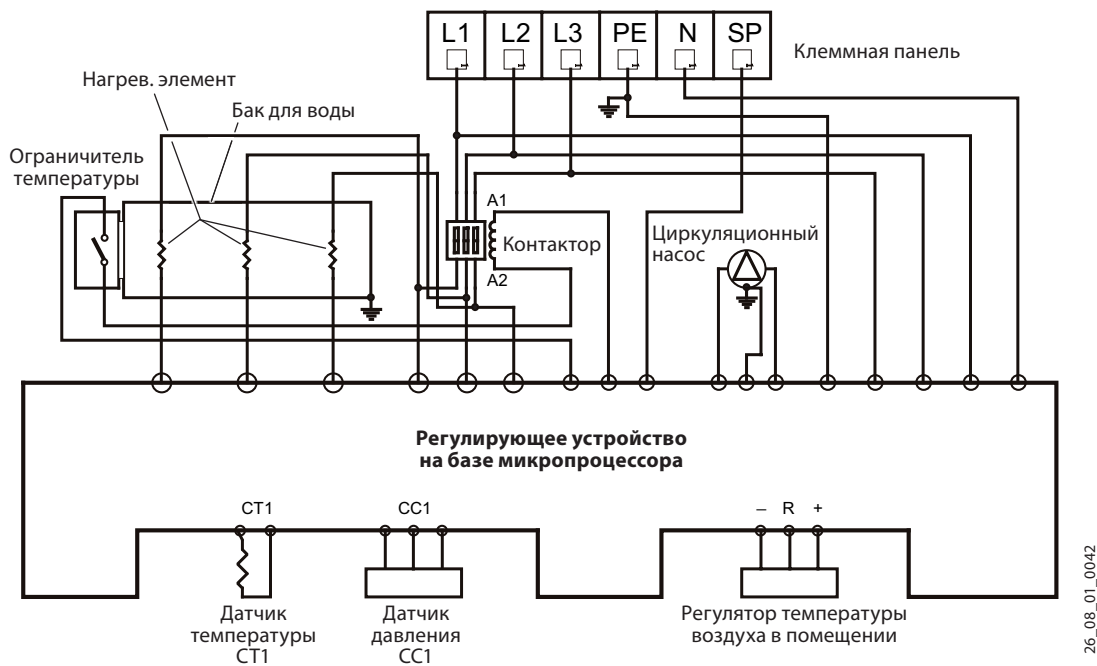 L1 L2 L3 PE N SP
Клеммная панель
Нагрев. элемент
Бак для воды
Ограничитель
температуры
A1
Контактор
A2
Циркуляционный
насос
Регулирующее устройство
на базе микропроцессора
CT1
CC1
– R +
Датчик
температуры
CT1
Датчик
давления
CC1
Регулятор температуры
воздуха в помещении
26_08_01_0042